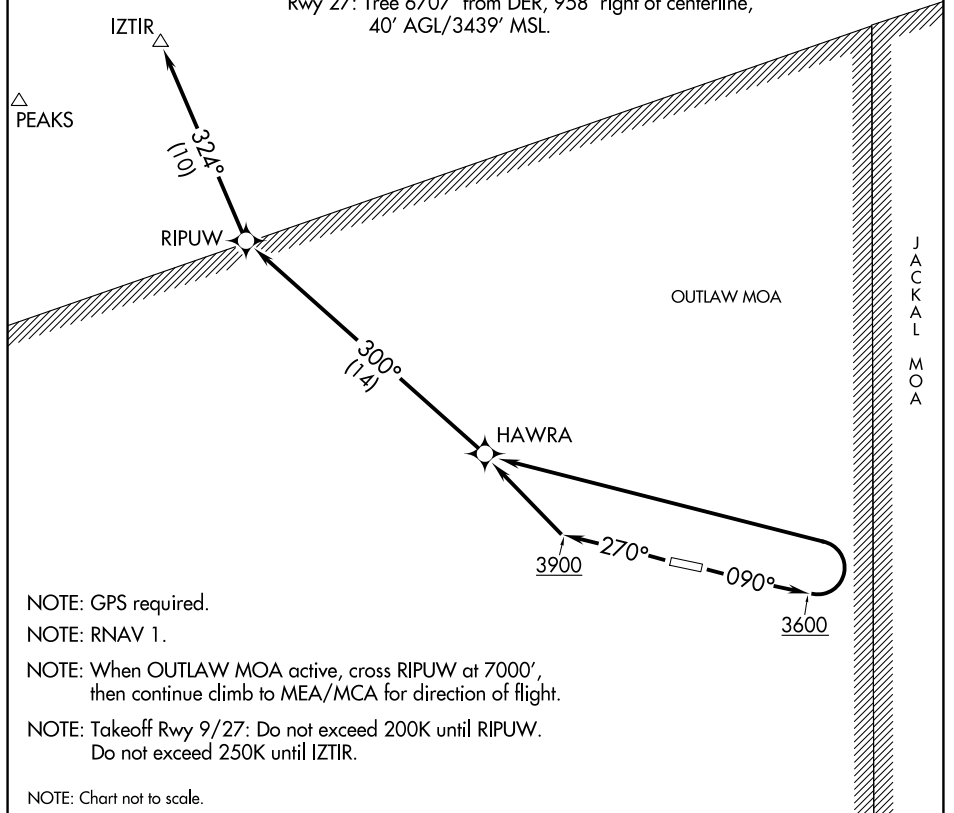 Rwy 27: Tree 6707' from DER, 958' right of centerline,
40' AGL/3439' MSL.
IZTIR
PEAKS
324°
(10)
RIPUW
OUTLAW MOA
JACKAL MOA
300°
(14)
HAWRA
270°
090°
3900
3600
NOTE: GPS required.
NOTE: RNAV 1.
NOTE: When OUTLAW MOA active, cross RIPUW at 7000',
then continue climb to MEA/MCA for direction of flight.
NOTE: Takeoff Rwy 9/27: Do not exceed 200K until RIPUW.
Do not exceed 250K until IZTIR.
NOTE: Chart not to scale.